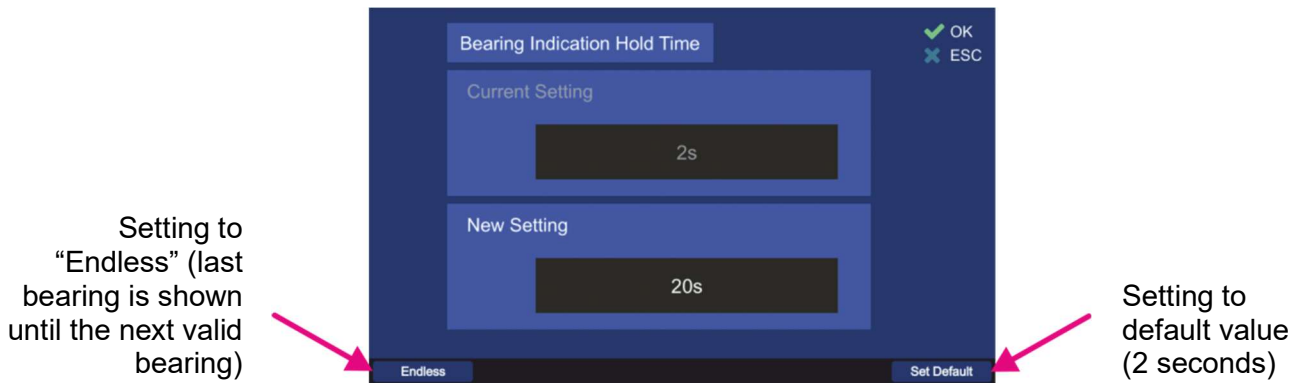 Bearing Indication Hold Time
OK
ESC
Current Setting
2s
New Setting
20s
Endless
Set Default
Setting to
“Endless” (last
bearing is shown
until the next valid
bearing)
Setting to
default value
(2 seconds)